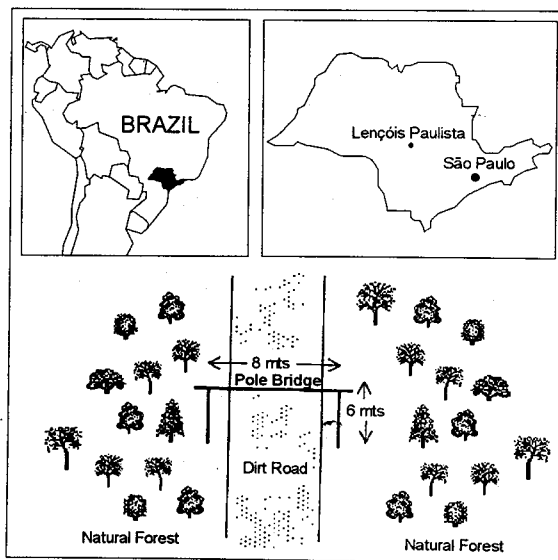 BRAZIL
Lençóis Paulista
São Paulo
8 mts
Pole Bridge
6 mts
Dirt Road
Natural Forest
Natural Forest